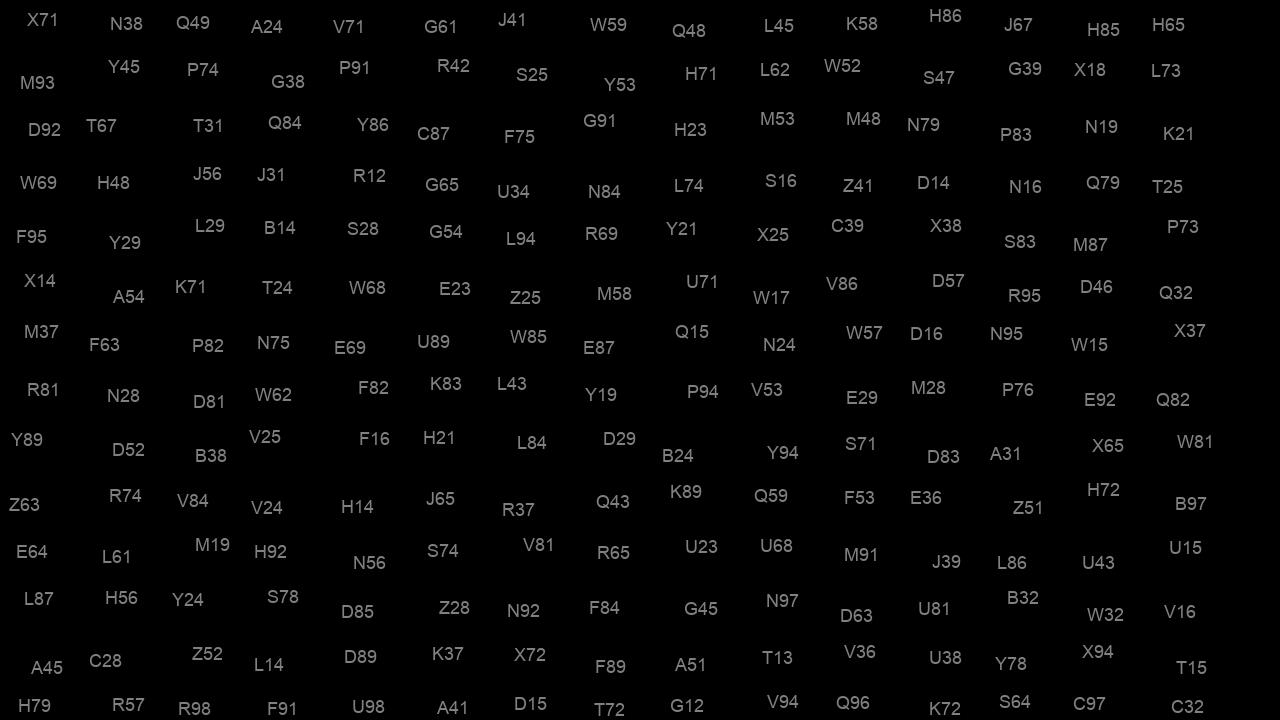 X71 N38 Q49 A24 V71 G61 J41 W59 Q48 L45 K58 H86 J67 H85 H65
M93 Y45 P74 G38 P91 R42 S25 Y53 H71 L62 W52 S47 G39 X18 L73
D92 T67 T31 Q84 Y86 C87 F75 G91 H23 M53 M48 N79 P83 N19 K21
W69 H48 J56 J31 R12 G65 U34 N84 L74 S16 Z41 D14 N16 Q79 T25
F95 Y29 L29 B14 S28 G54 L94 R69 Y21 X25 C39 X38 S83 M87 P73
X14 A54 K71 T24 W68 E23 Z25 M58 U71 W17 V86 D57 R95 D46 Q32
M37 F63 P82 N75 E69 U89 W85 E87 Q15 N24 W57 D16 N95 W15 X37
R81 N28 D81 W62 F82 K83 L43 Y19 P94 V53 E29 M28 P76 E92 Q82
Y89 D52 B38 V25 F16 H21 L84 D29 B24 Y94 S71 D83 A31 X65 W81
Z63 R74 V84 V24 H14 J65 R37 Q43 K89 Q59 F53 E36 Z51 H72 B97
E64 L61 M19 H92 N56 S74 V81 R65 U23 U68 M91 J39 L86 U43 U15
L87 H56 Y24 S78 D85 Z28 N92 F84 G45 N97 D63 U81 B32 W32 V16
A45 C28 Z52 L14 D89 K37 X72 F89 A51 T13 V36 U38 Y78 X94 T15
H79 R57 R98 F91 U98 A41 D15 T72 G12 V94 Q96 K72 S64 C97 C32